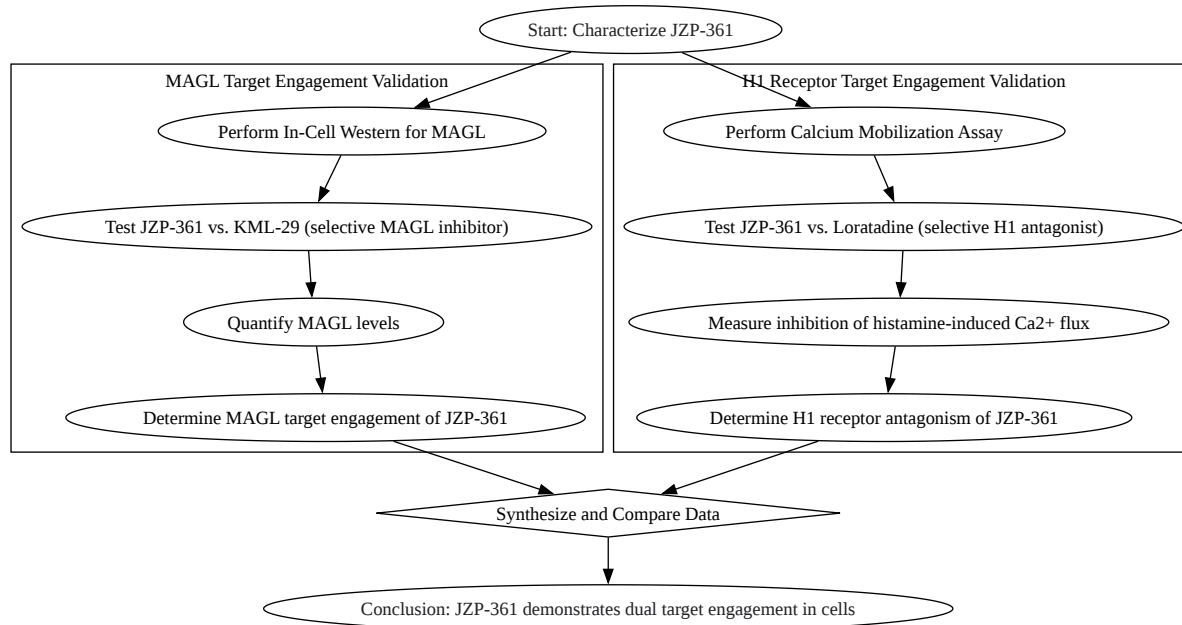 Start: Characterize JZP-361
MAGL Target Engagement Validation
Perform In-Cell Western for MAGL
Test JZP-361 vs. KML-29 (selective MAGL inhibitor)
Quantify MAGL levels
Determine MAGL target engagement of JZP-361
H1 Receptor Target Engagement Validation
Perform Calcium Mobilization Assay
Test JZP-361 vs. Loratadine (selective H1 antagonist)
Measure inhibition of histamine-induced Ca2+ flux
Determine H1 receptor antagonism of JZP-361
Synthesize and Compare Data
Conclusion: JZP-361 demonstrates dual target engagement in cells